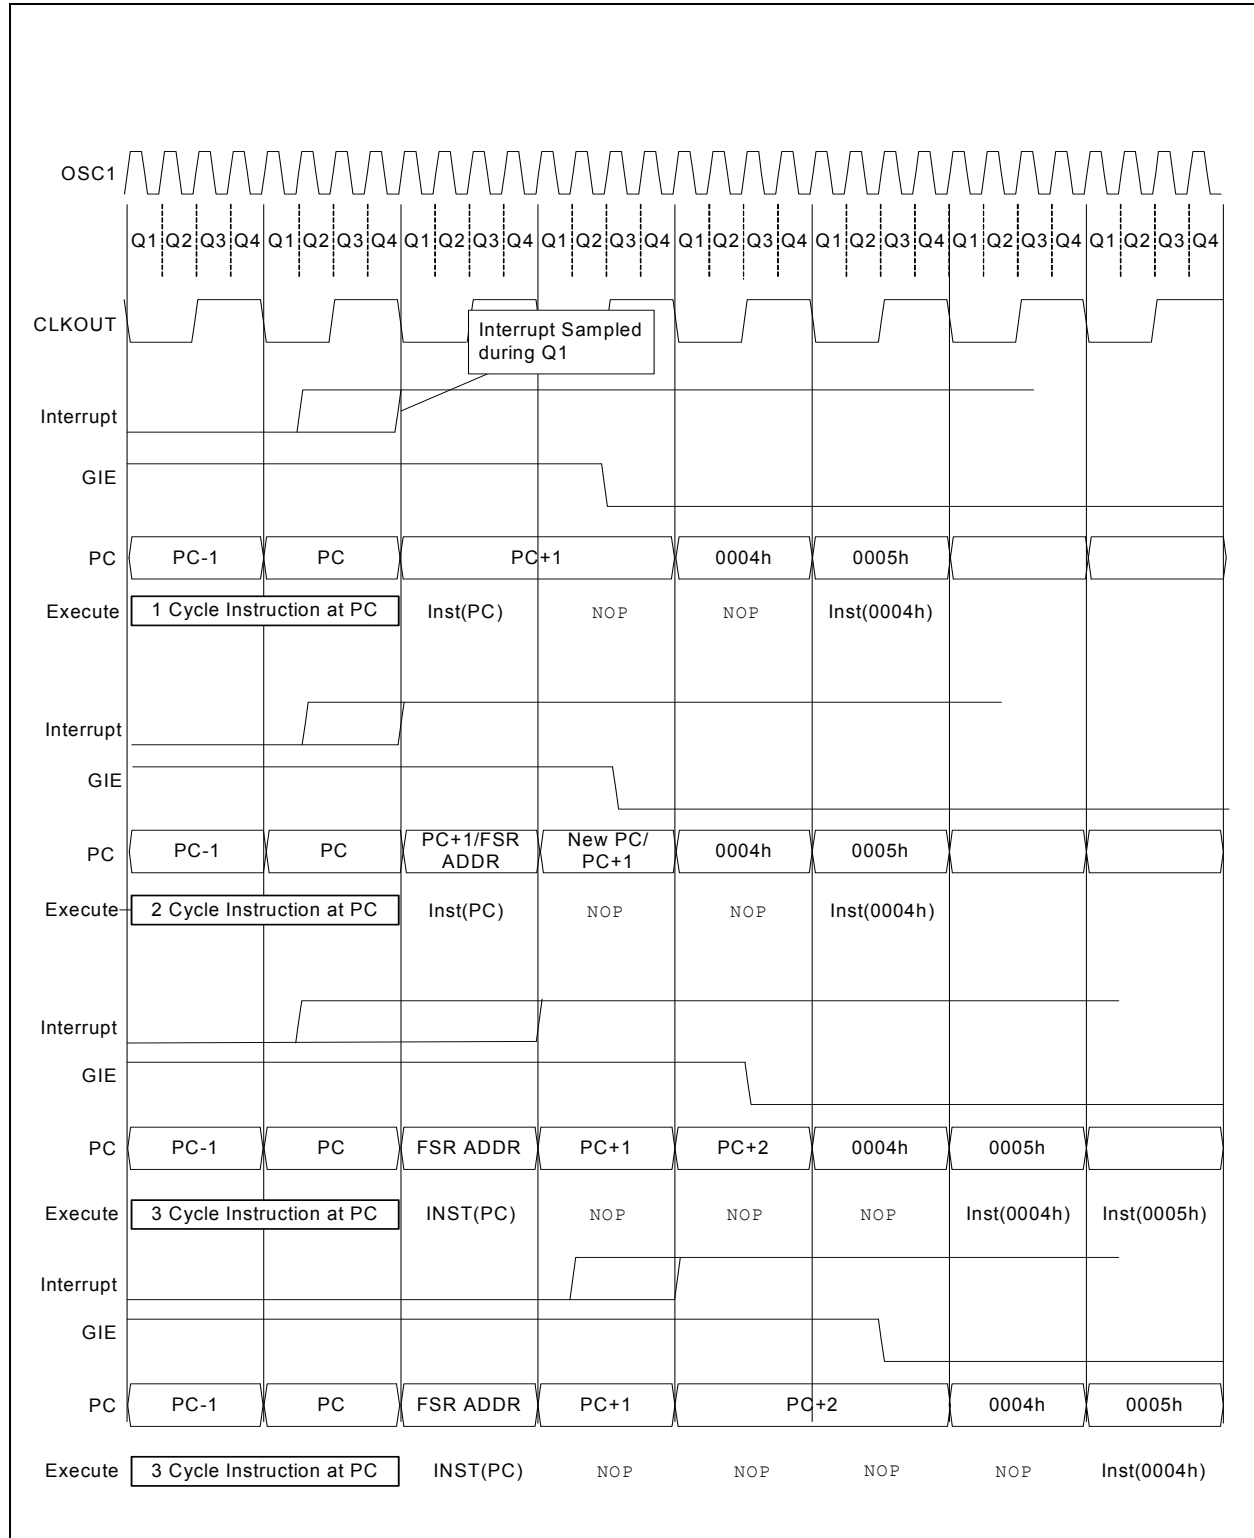 OSC1
Q1 Q2 Q3 Q4 Q1 Q2 Q3 Q4 Q1 Q2 Q3 Q4 Q1 Q2 Q3 Q4 Q1 Q2 Q3 Q4 Q1 Q2 Q3 Q4 Q1 Q2 Q3 Q4 Q1 Q2 Q3 Q4
CLKOUT
Interrupt Sampled
during Q1
Interrupt
GIE
PC PC-1 PC PC+1 0004h 0005h
Execute 1 Cycle Instruction at PC Inst(PC) NOP NOP Inst(0004h)
Interrupt
GIE
PC PC-1 PC PC+1/FSR ADDR New PC/ PC+1 0004h 0005h
Execute 2 Cycle Instruction at PC Inst(PC) NOP NOP Inst(0004h)
Interrupt
GIE
PC PC-1 PC FSR ADDR PC+1 PC+2 0004h 0005h
Execute 3 Cycle Instruction at PC INST(PC) NOP NOP NOP Inst(0004h) Inst(0005h)
Interrupt
GIE
PC PC-1 PC FSR ADDR PC+1 PC+2 0004h 0005h
Execute 3 Cycle Instruction at PC INST(PC) NOP NOP NOP NOP Inst(0004h)